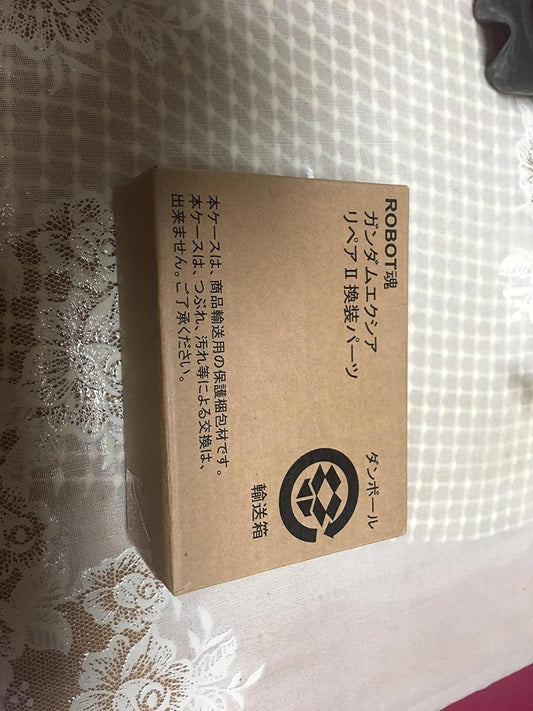 ROBOT魂
ガンダムエクシア
リペアⅡ換装パーツ
本ケースは、商品輸送用の保護梱包材です。
本ケースは、つぶれ、汚れ等による交換は、
出来ません。ご了承ください。
ダンボール
輸送箱